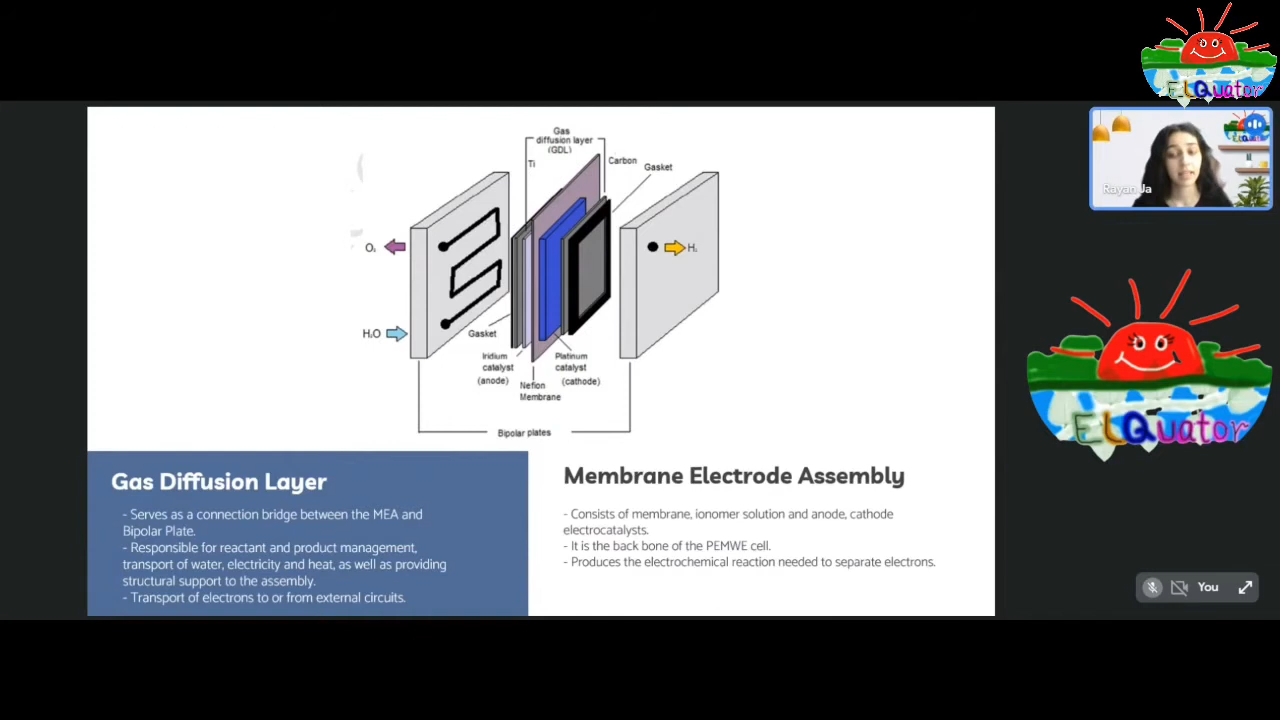 ELQuator
Gas
diffusion layer
(GDL)
Ti
Carbon
Gasket
Rayan Ja
O₂
H₂
H₂O
Gasket
Iridium
catalyst
(anode)
Platinum
catalyst
(cathode)
Nefion
Membrane
Bipolar plates
ELQuator
Gas Diffusion Layer
- Serves as a connection bridge between the MEA and
Bipolar Plate.
- Responsible for reactant and product management,
transport of water, electricity and heat, as well as providing
structural support to the assembly.
- Transport of electrons to or from external circuits.
Membrane Electrode Assembly
- Consists of membrane, ionomer solution and anode, cathode
electrocatalysts.
- It is the back bone of the PEMWE cell.
- Produces the electrochemical reaction needed to separate electrons.
You